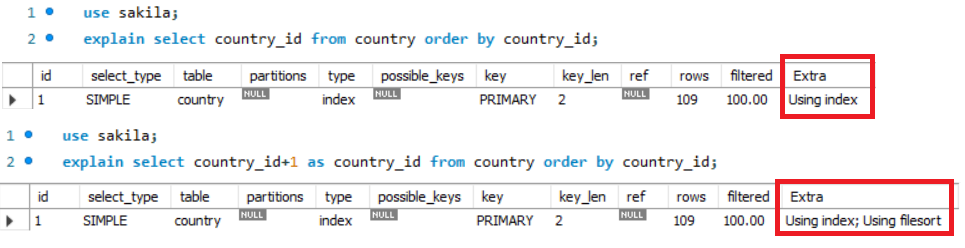 1 use sakila;
2 explain select country_id from country order by country_id;
id select_type table partitions type possible_keys key key_len ref rows filtered Extra
1 SIMPLE country NULL index NULL PRIMARY 2 NULL 109 100.00 Using index
1 use sakila;
2 explain select country_id+1 as country_id from country order by country_id;
id select_type table partitions type possible_keys key key_len ref rows filtered Extra
1 SIMPLE country NULL index NULL PRIMARY 2 NULL 109 100.00 Using index; Using filesort